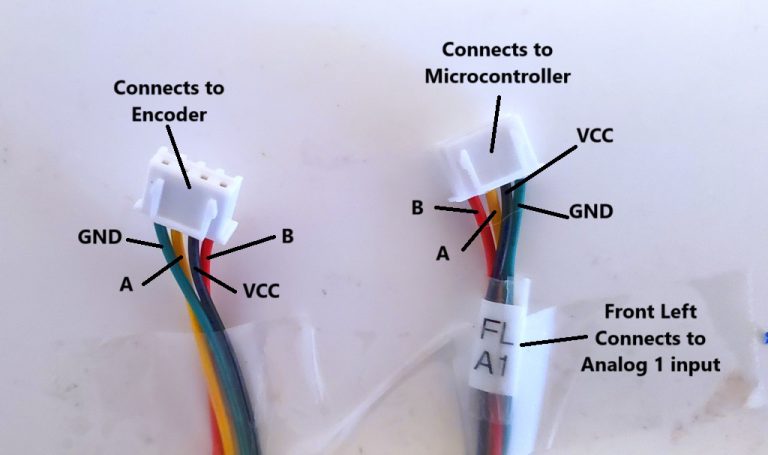 Connects to
Encoder
GND
A
B
VCC
Connects to
Microcontroller
VCC
B
GND
A
FL
A1
Front Left
Connects to
Analog 1 input